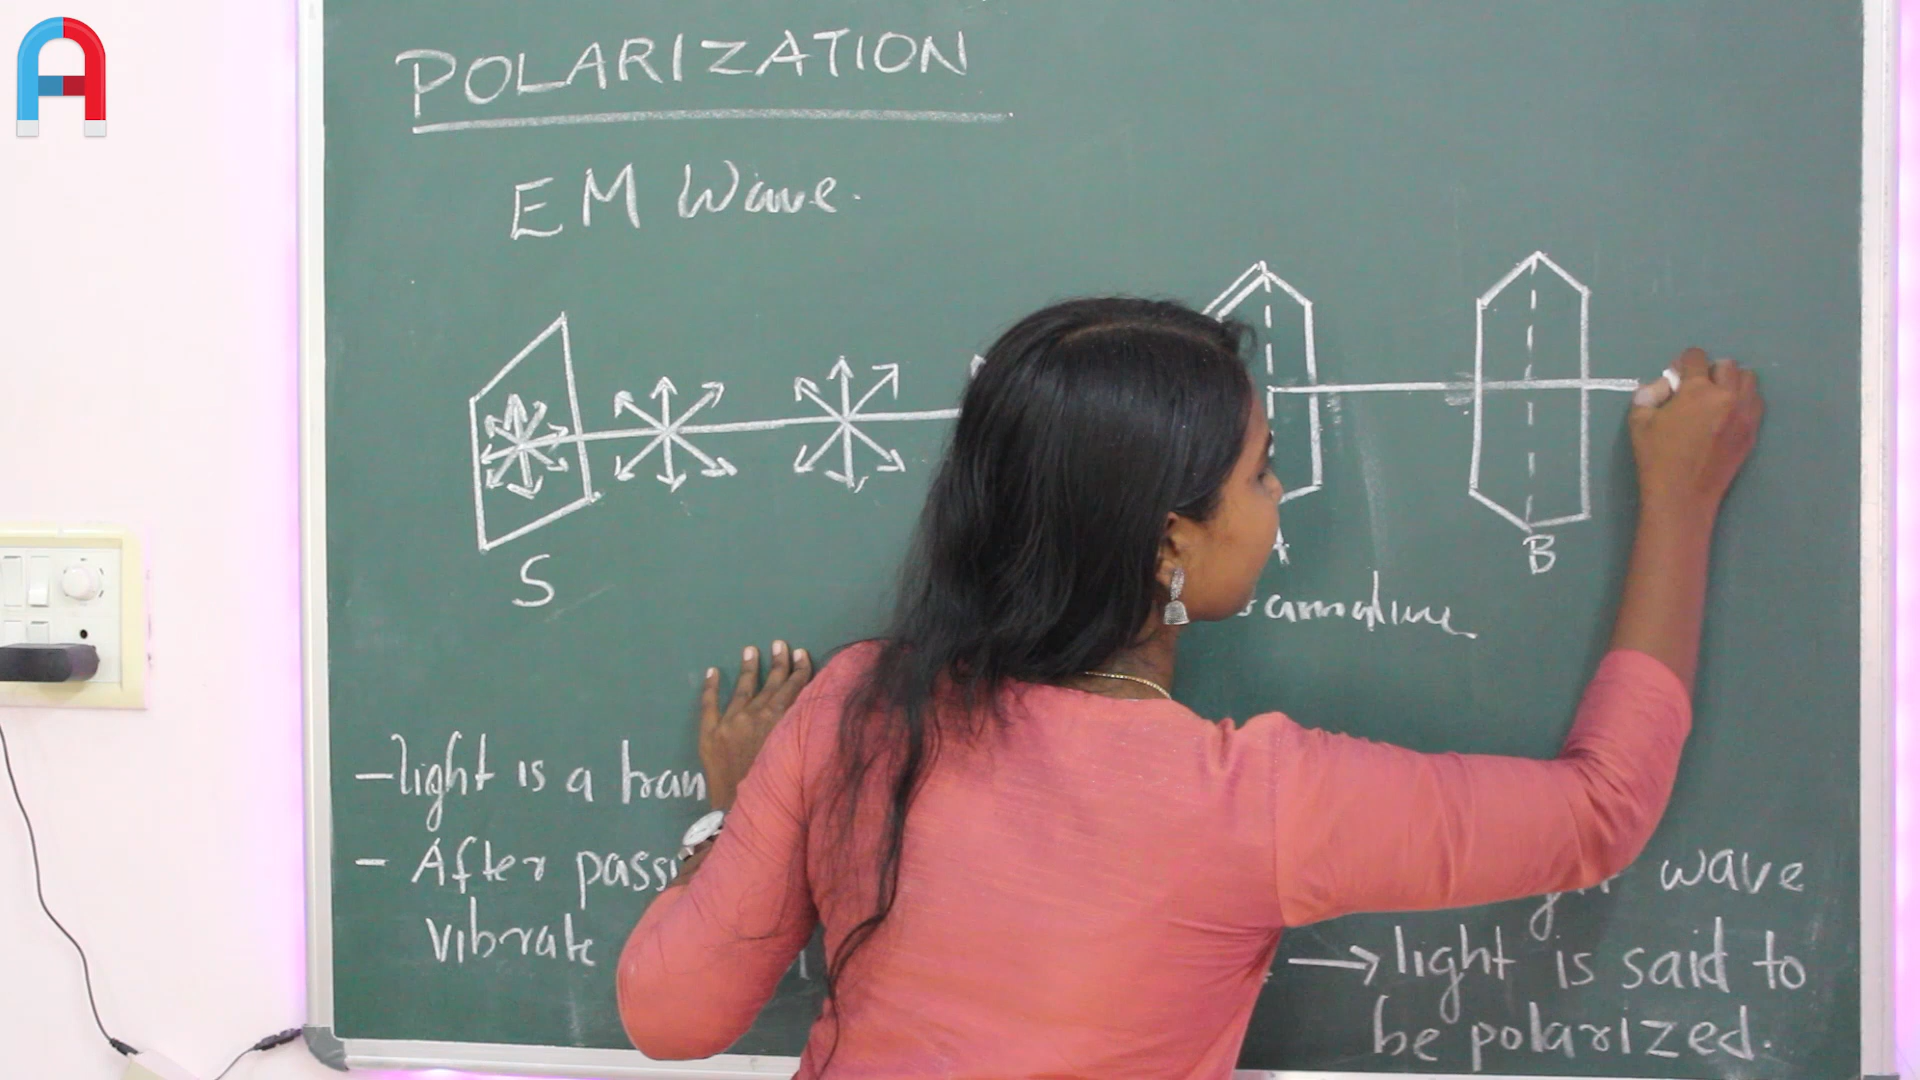 POLARIZATION
EM Wave.
S
A
B
- light is a tran
- After passi
wave
vibrate
→ light is said to
be polarized.